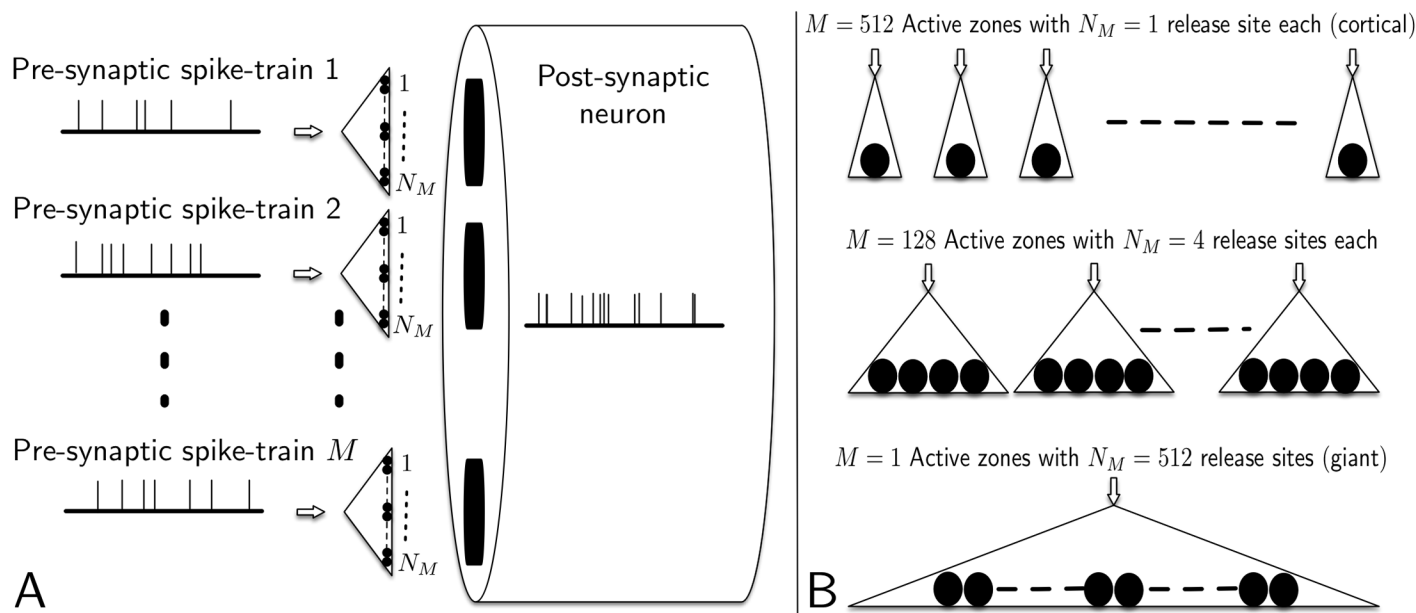 Pre-synaptic spike-train 1
1
N_M
Pre-synaptic spike-train 2
1
N_M
Pre-synaptic spike-train M
1
N_M
Post-synaptic
neuron
A
M = 512 Active zones with N_M = 1 release site each (cortical)
M = 128 Active zones with N_M = 4 release sites each
M = 1 Active zones with N_M = 512 release sites (giant)
B